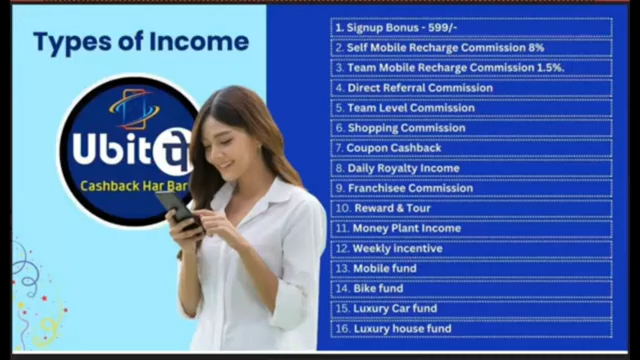 Types of Income
Ubit पे
Cashback Har Bar
1. Signup Bonus - 599/-
2. Self Mobile Recharge Commission 8%
3. Team Mobile Recharge Commission 1.5%.
4. Direct Referral Commission
5. Team Level Commission
6. Shopping Commission
7. Coupon Cashback
8. Daily Royalty Income
9. Franchisee Commission
10. Reward & Tour
11. Money Plant Income
12. Weekly incentive
13. Mobile fund
14. Bike fund
15. Luxury Car fund
16. Luxury house fund